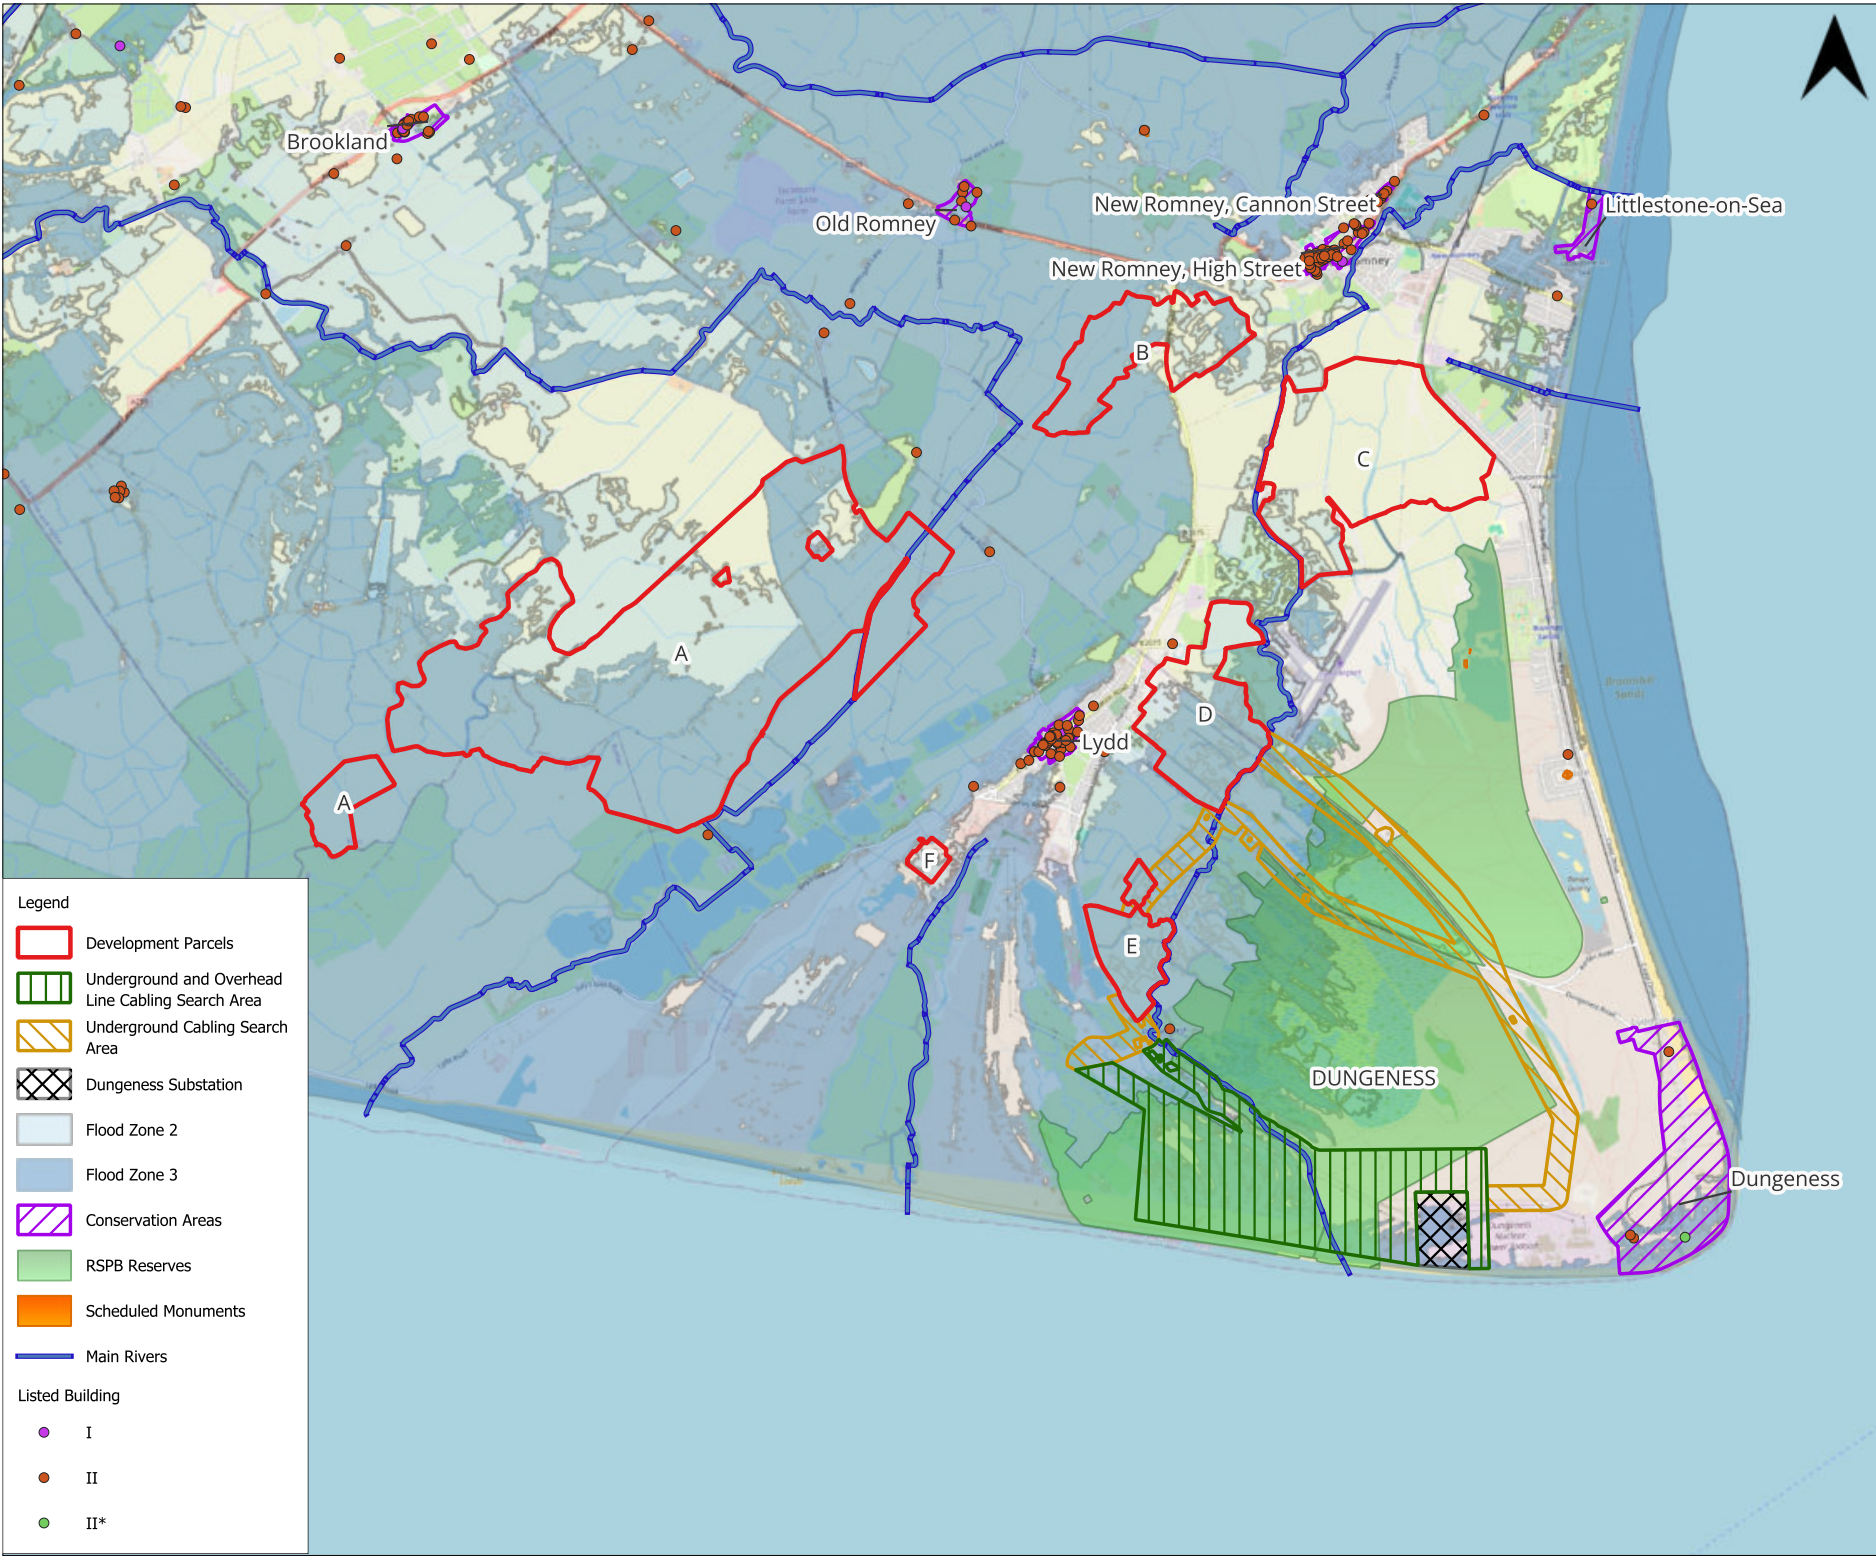 Brookland
Old Romney
New Romney, Cannon Street
Littlestone-on-Sea
New Romney, High Street
B
C
A
D
Lydd
A
F
E
DUNGENESS
Dungeness
Legend
Development Parcels
Underground and Overhead
Line Cabling Search Area
Underground Cabling Search
Area
Dungeness Substation
Flood Zone 2
Flood Zone 3
Conservation Areas
RSPB Reserves
Scheduled Monuments
Main Rivers
Listed Building
I
II
II*